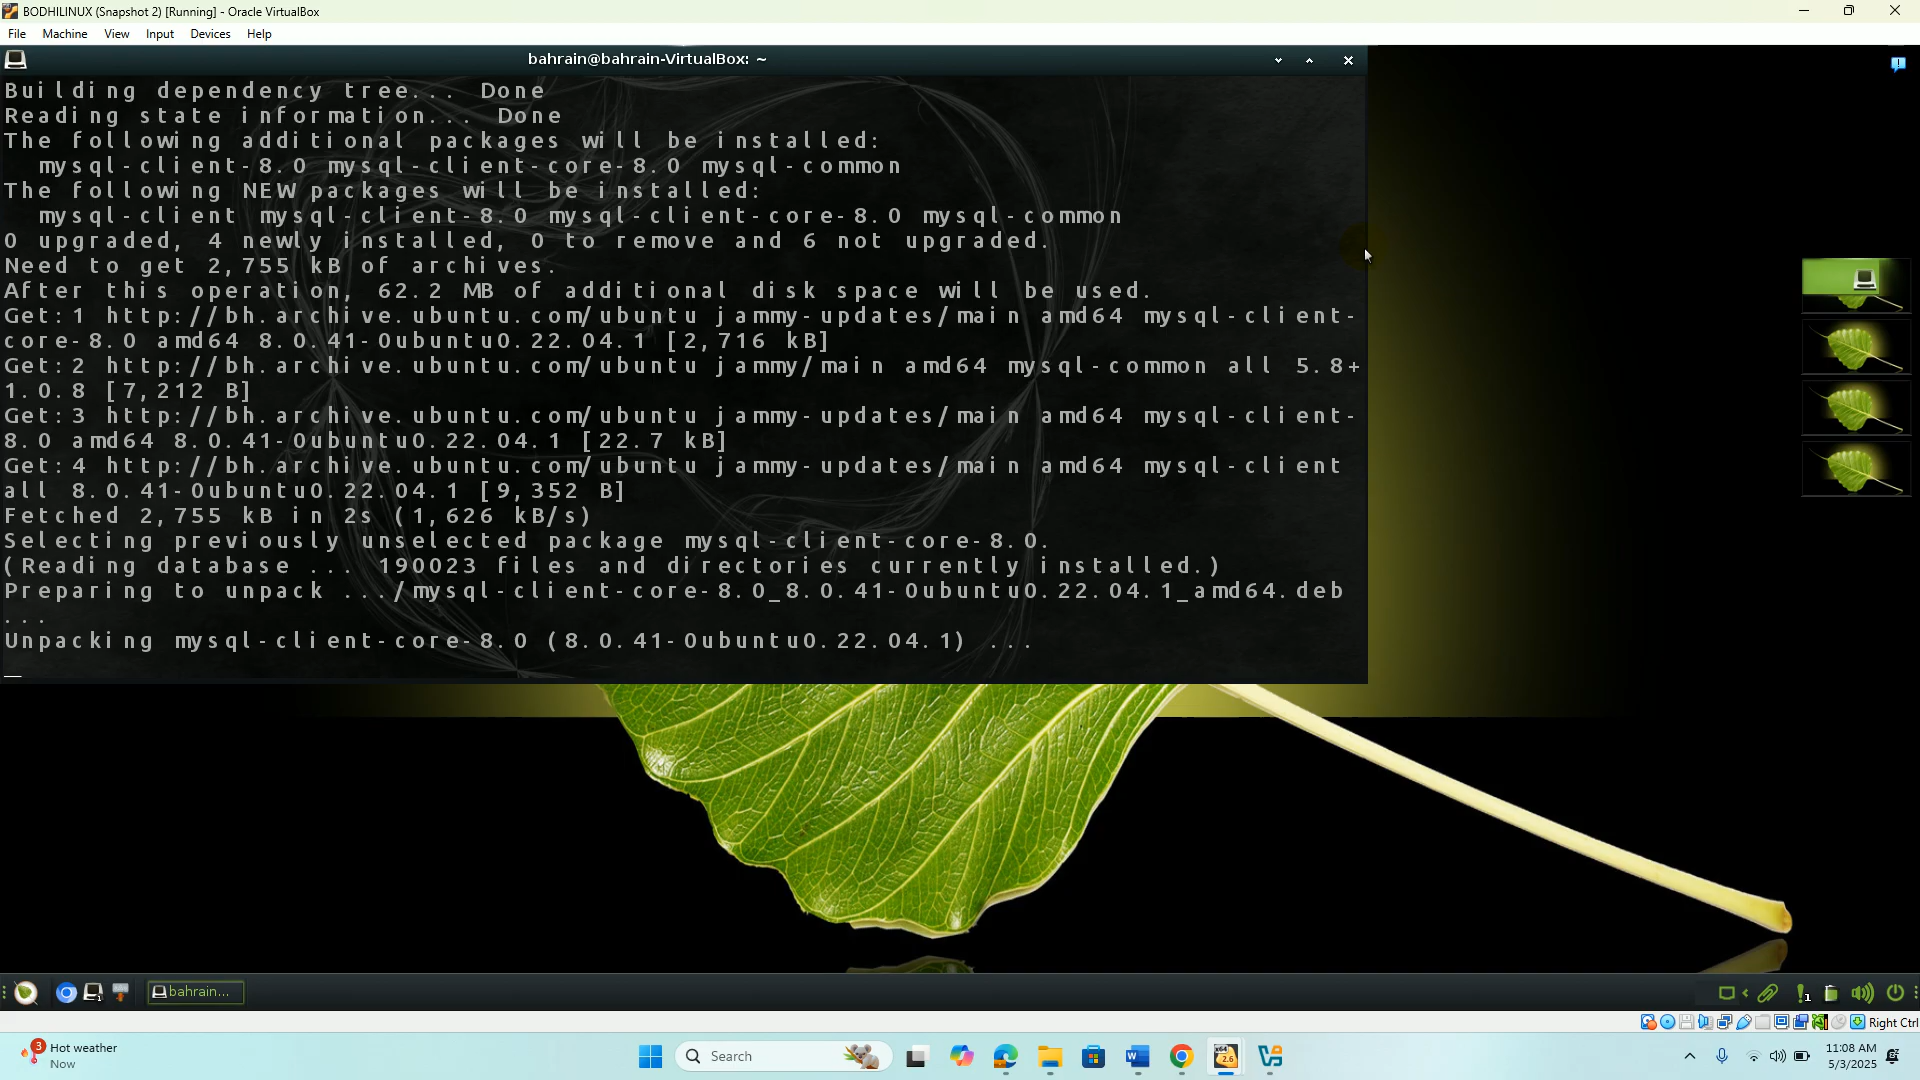 BODHILINUX (Snapshot 2) [Running] - Oracle VirtualBox
File Machine View Input Devices Help
bahrain@bahrain-VirtualBox: ~
Building dependency tree... Done
Reading state information... Done
The following additional packages will be installed:
mysql-client-8.0 mysql-client-core-8.0 mysql-common
The following NEW packages will be installed:
mysql-client mysql-client-8.0 mysql-client-core-8.0 mysql-common
0 upgraded, 4 newly installed, 0 to remove and 6 not upgraded.
Need to get 2,755 kB of archives.
After this operation, 62.2 MB of additional disk space will be used.
Get:1 http://bh.archive.ubuntu.com/ubuntu jammy-updates/main amd64 mysql-client-
core-8.0 amd64 8.0.41-0ubuntu0.22.04.1 [2,716 kB]
Get:2 http://bh.archive.ubuntu.com/ubuntu jammy/main amd64 mysql-common all 5.8+
1.0.8 [7,212 B]
Get:3 http://bh.archive.ubuntu.com/ubuntu jammy-updates/main amd64 mysql-client-
8.0 amd64 8.0.41-0ubuntu0.22.04.1 [22.7 kB]
Get:4 http://bh.archive.ubuntu.com/ubuntu jammy-updates/main amd64 mysql-client
all 8.0.41-0ubuntu0.22.04.1 [9,352 B]
Fetched 2,755 kB in 2s (1,626 kB/s)
Selecting previously unselected package mysql-client-core-8.0.
(Reading database ... 190023 files and directories currently installed.)
Preparing to unpack .../mysql-client-core-8.0_8.0.41-0ubuntu0.22.04.1_amd64.deb
...
Unpacking mysql-client-core-8.0 (8.0.41-0ubuntu0.22.04.1) ...
bahrain...
1
Right Ctrl
3
Hot weather
Now
Search
11:08 AM
5/3/2025